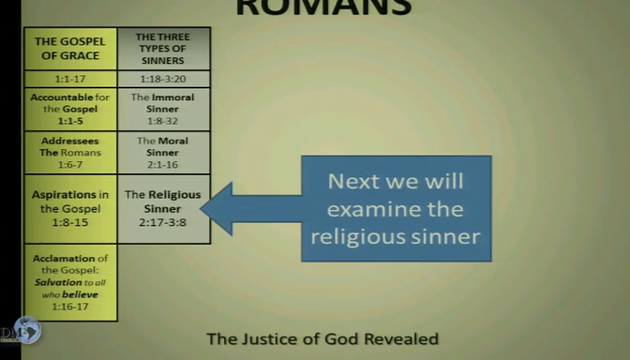 ROMANS
THE GOSPEL
OF GRACE
1:1-17
Accountable for
the Gospel
1:1-5
Addressees
The Romans
1:6-7
Aspirations in
the Gospel
1:8-15
Acclamation of
the Gospel:
Salvation to all
who believe
1:16-17
THE THREE
TYPES OF
SINNERS
1:18-3:20
The Immoral
Sinner
1:8-32
The Moral
Sinner
2:1-16
The Religious
Sinner
2:17-3:8
Next we will
examine the
religious sinner
The Justice of God Revealed
DM